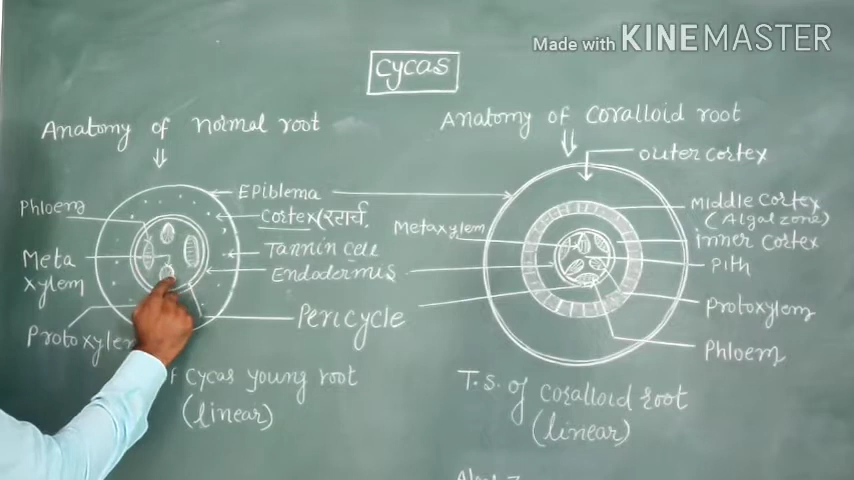 Made with KINEMASTER
Cycas
Anatomy of normal root
Anatomy of Coralloid root
Outer cortex
Phloem
EPiblema
Cortex (स्टार्च.
Metaxylem
Middle Cortex
(Algal zone)
Meta
xylem
Tannin cell
inner Cortex
Endodermis
Pith
Protoxylem
Pericycle
Protoxylem
Phloem
Cycas young root
(linear)
T.S. of coralloid root
(linear)